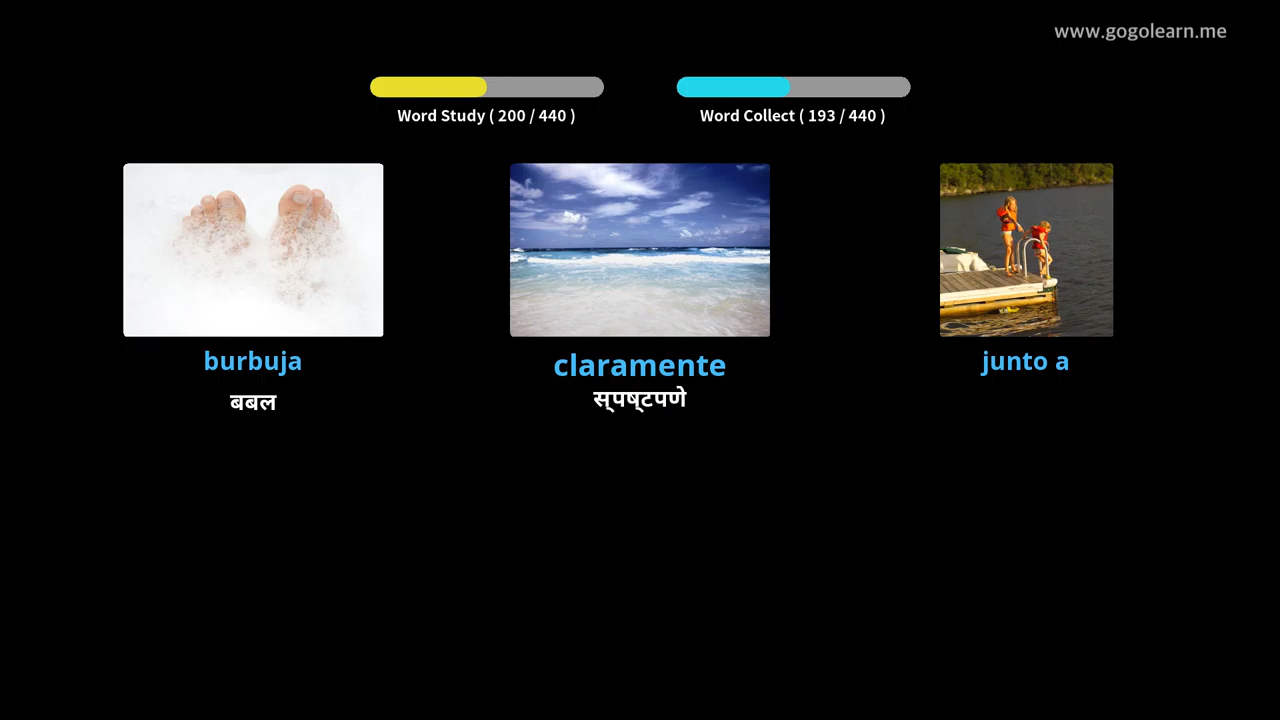 www.gogolearn.me
Word Study ( 200 / 440 )
Word Collect ( 193 / 440 )
burbuja
claramente
junto a
बबल
स्पष्टपणे